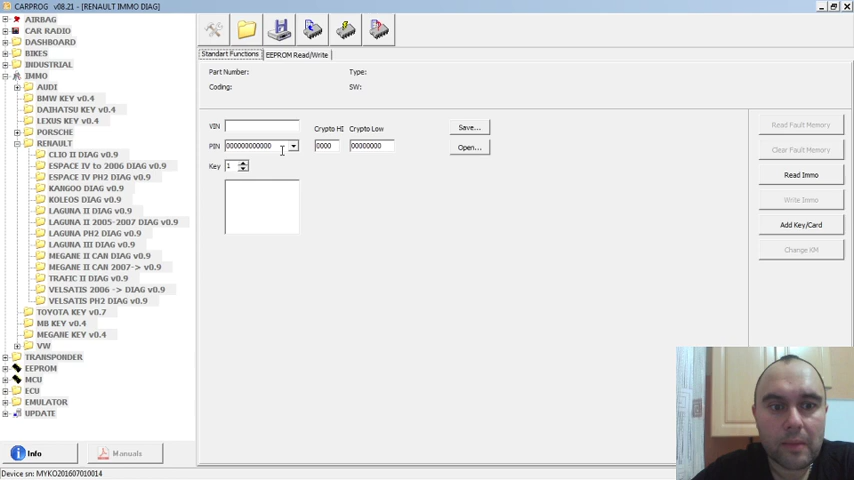 CARPROG v08.21 - [RENAULT IMMO DIAG]
AIRBAG
CAR RADIO
DASHBOARD
BIKES
INDUSTRIAL
IMMO
AUDI
BMW KEY v0.4
DAIHATSU KEY v0.4
LEXUS KEY v0.4
PORSCHE
RENAULT
CLIO II DIAG v0.9
ESPACE IV to 2006 DIAG v0.9
ESPACE IV PH2 DIAG v0.9
KANGOO DIAG v0.9
KOLEOS DIAG v0.9
LAGUNA II DIAG v0.9
LAGUNA II 2005-2007 DIAG v0.9
LAGUNA PH2 DIAG v0.9
LAGUNA III DIAG v0.9
MEGANE II CAN DIAG v0.9
MEGANE II CAN 2007-> v0.9
TRAFIC II DIAG v0.9
VELSATIS 2006 -> DIAG v0.9
VELSATIS PH2 DIAG v0.9
TOYOTA KEY v0.7
MB KEY v0.4
MEGANE KEY v0.4
VW
TRANSPONDER
EEPROM
MCU
ECU
EMULATOR
UPDATE
Info
Manuals
Device sn: MYKO201607010014
Standart Functions
EEPROM Read/Write
Part Number:
Type:
Coding:
SW:
VIN
Crypto HI
Crypto Low
PIN
000000000000
0000
00000000
Key
1
Save...
Open...
Read Fault Memory
Clear Fault Memory
Read Immo
Write Immo
Add Key/Card
Change KM